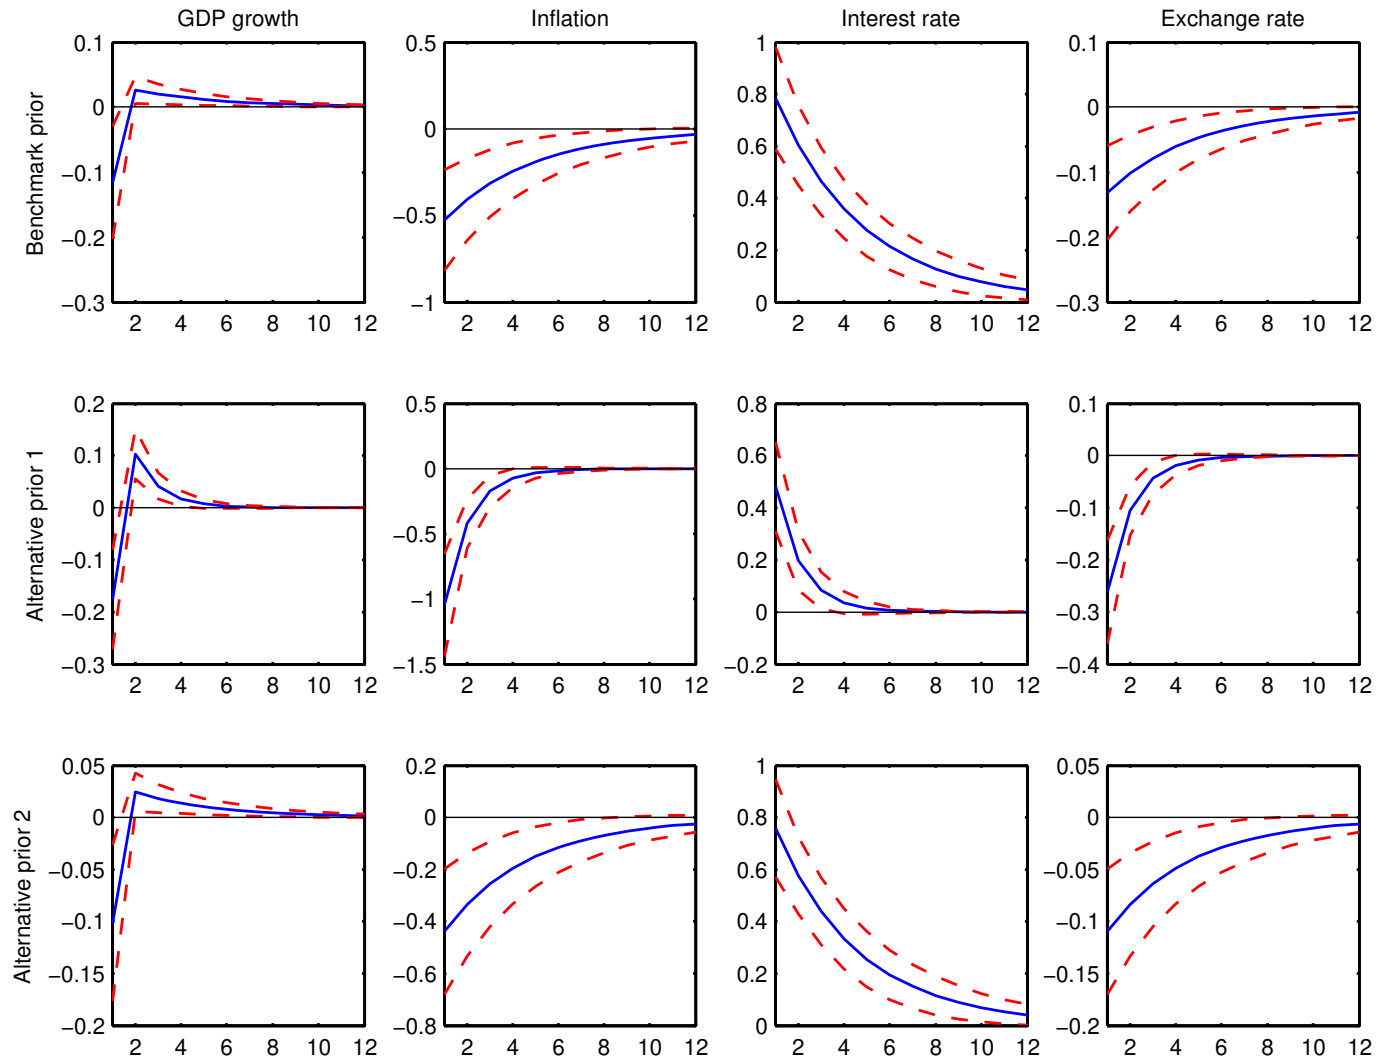 GDP growth Inflation Interest rate Exchange rate
Benchmark prior
0.1 0 −0.1 −0.2 −0.3
2 4 6 8 10 12
0.5 0 −0.5 −1
2 4 6 8 10 12
1 0.8 0.6 0.4 0.2 0
2 4 6 8 10 12
0.1 0 −0.1 −0.2 −0.3
2 4 6 8 10 12
Alternative prior 1
0.2 0.1 0 −0.1 −0.2 −0.3
2 4 6 8 10 12
0.5 0 −0.5 −1 −1.5
2 4 6 8 10 12
0.8 0.6 0.4 0.2 0 −0.2
2 4 6 8 10 12
0.1 0 −0.1 −0.2 −0.3 −0.4
2 4 6 8 10 12
Alternative prior 2
0.05 0 −0.05 −0.1 −0.15 −0.2
2 4 6 8 10 12
0.2 0 −0.2 −0.4 −0.6 −0.8
2 4 6 8 10 12
1 0.8 0.6 0.4 0.2 0
2 4 6 8 10 12
0.05 0 −0.05 −0.1 −0.15 −0.2
2 4 6 8 10 12